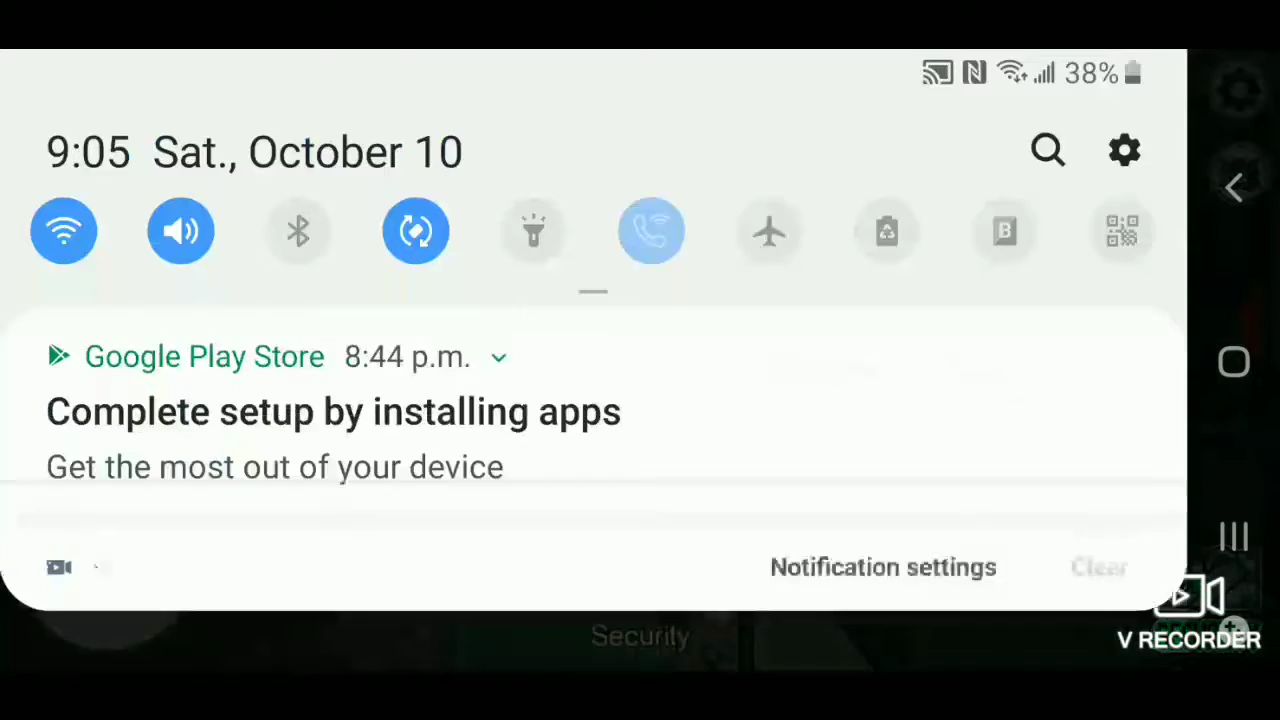 38%
9:05 Sat., October 10
B
Google Play Store 8:44 p.m.
Complete setup by installing apps
Get the most out of your device
Notification settings Clear
Security
V RECORDER